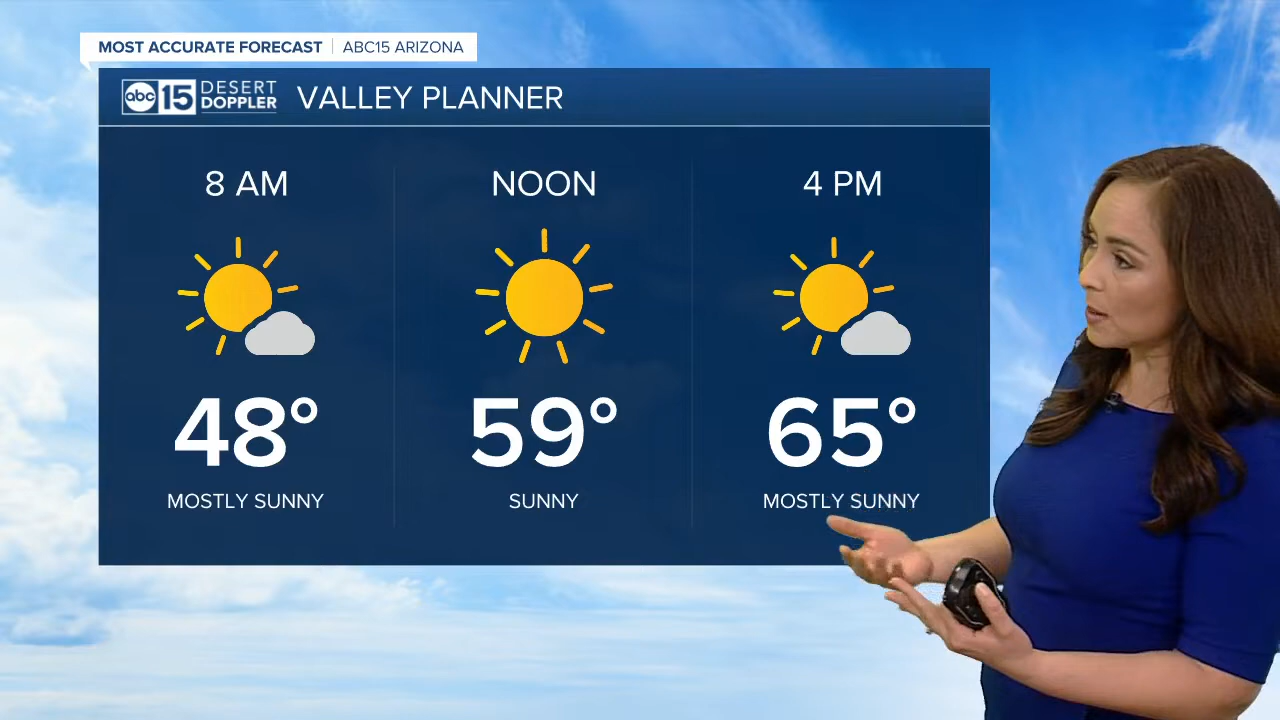 MOST ACCURATE FORECAST | ABC15 ARIZONA
abc 15 DESERT DOPPLER VALLEY PLANNER
8 AM NOON 4 PM
48° 59° 65°
MOSTLY SUNNY SUNNY MOSTLY SUNNY